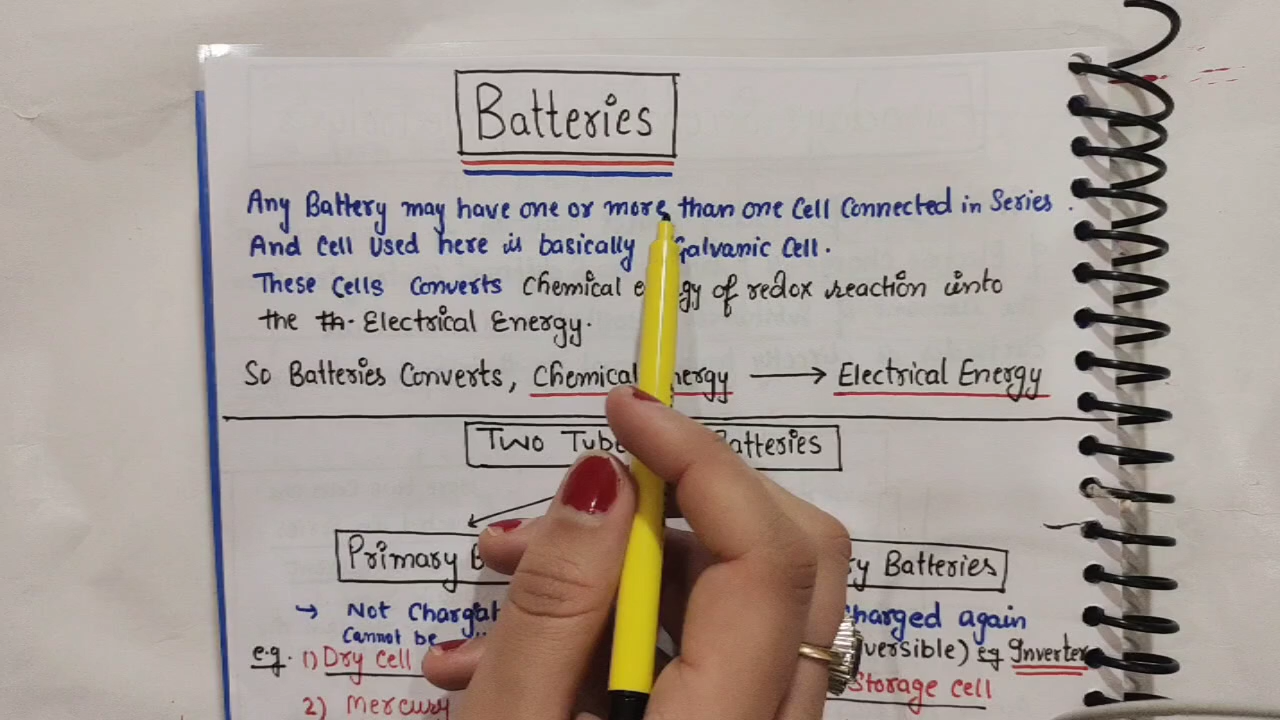 Batteries
Any Battery may have one or more than one Cell Connected in Series.
And Cell Used here is basically Galvanic Cell.
These Cells Converts Chemical of redox reaction into
the th. Electrical Energy.
So Batteries Converts, Chemical Energy → Electrical Energy
Two Batteries
Primary Batteries
→ Not charged again
Cannot be (versible) eg Inverter
e.g. 1) Dry Cell Storage cell
2) Mercury